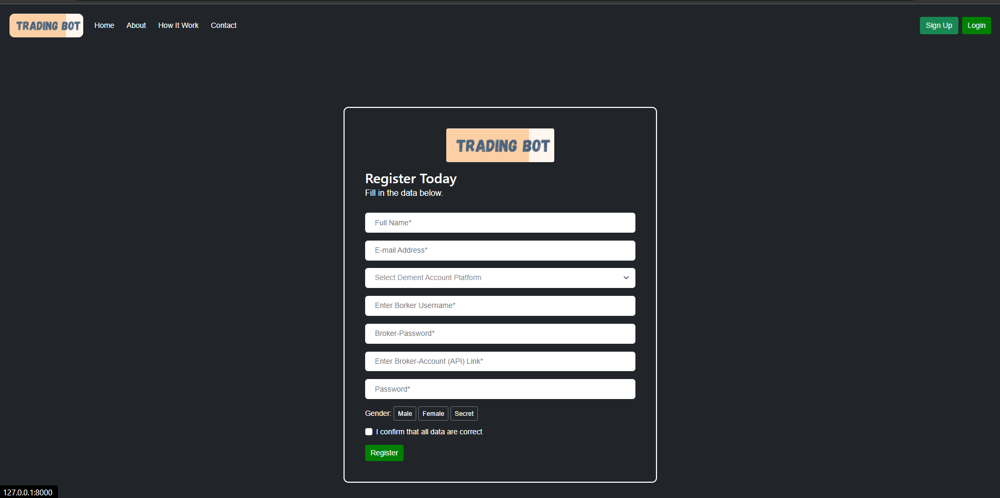 TRADING BOT Home About How It Work Contact Sign Up Login
TRADING BOT
Register Today
Fill in the data below.
Full Name*
E-mail Address*
Select Dement Account Platform
Enter Borker Username*
Broker-Password*
Enter Broker-Account (API) Link*
Password*
Gender: Male Female Secret
I confirm that all data are correct
Register
127.0.0.1:8000